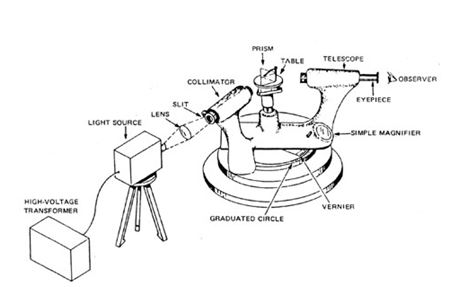 PRISM
TABLE
TELESCOPE
COLLIMATOR
OBSERVER
EYEPIECE
SLIT
LENS
LIGHT SOURCE
SIMPLE MAGNIFIER
HIGH-VOLTAGE
TRANSFORMER
VERNIER
GRADUATED CIRCLE